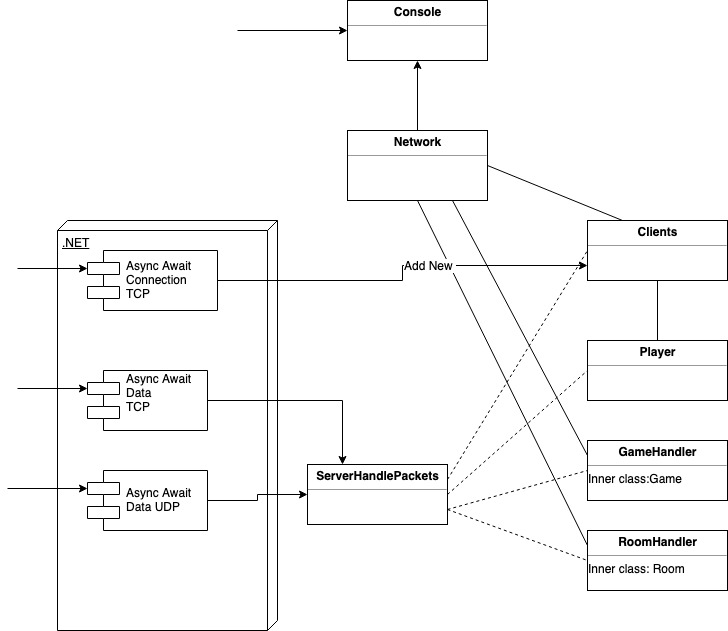 Console
Network
.NET
Clients
Async Await
Connection
TCP
Add New
Player
Async Await
Data
TCP
GameHandler
Inner class:Game
ServerHandlePackets
Async Await
Data UDP
RoomHandler
Inner class: Room